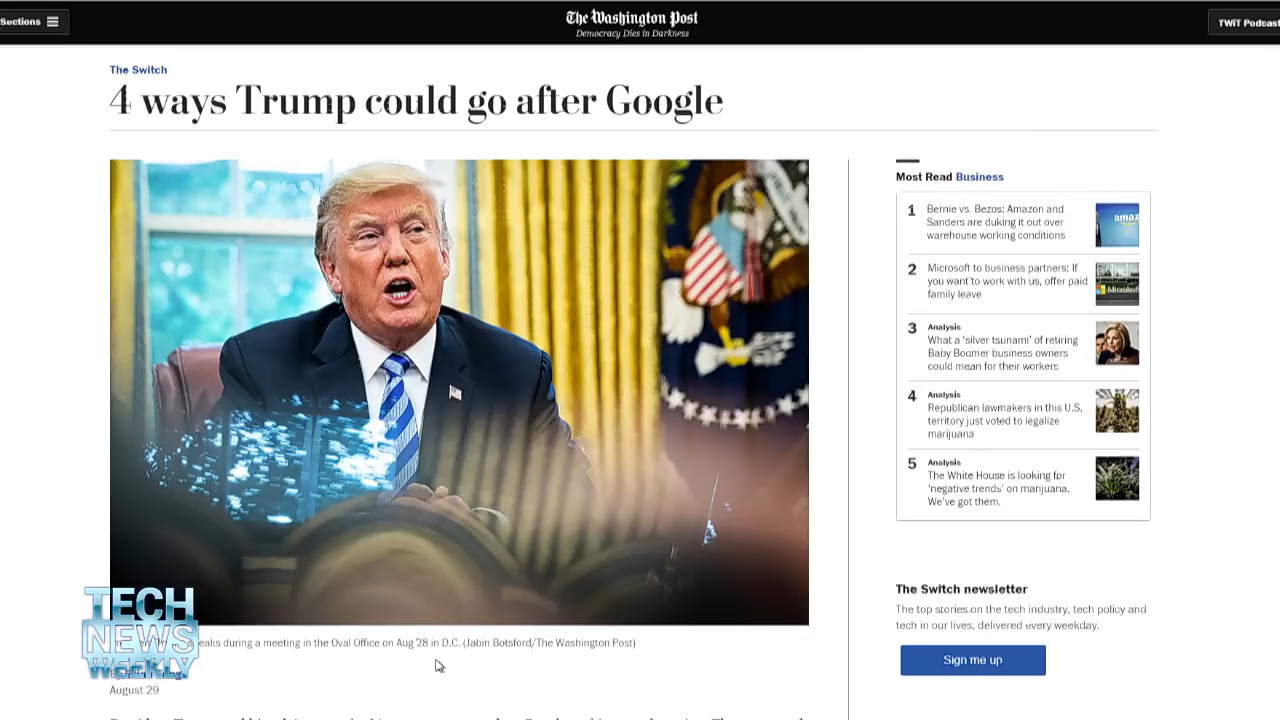 Sections
The Washington Post
Democracy Dies in Darkness
TWiT Podcast
The Switch
4 ways Trump could go after Google
Most Read Business
1
Bernie vs. Bezos: Amazon and
Sanders are duking it out over
warehouse working conditions
amaz
2
Microsoft to business partners: If
you want to work with us, offer paid
family leave
Microsoft
3
Analysis
What a 'silver tsunami' of retiring
Baby Boomer business owners
could mean for their workers
4
Analysis
Republican lawmakers in this U.S.
territory just voted to legalize
marijuana
5
Analysis
The White House is looking for
'negative trends' on marijuana.
We've got them.
The Switch newsletter
The top stories on the tech industry, tech policy and
tech in our lives, delivered every weekday.
Sign me up
TECH
NEWS
WEEKLY
eaks during a meeting in the Oval Office on Aug 28 in D.C. (Jabin Botsford/The Washington Post)
August 29